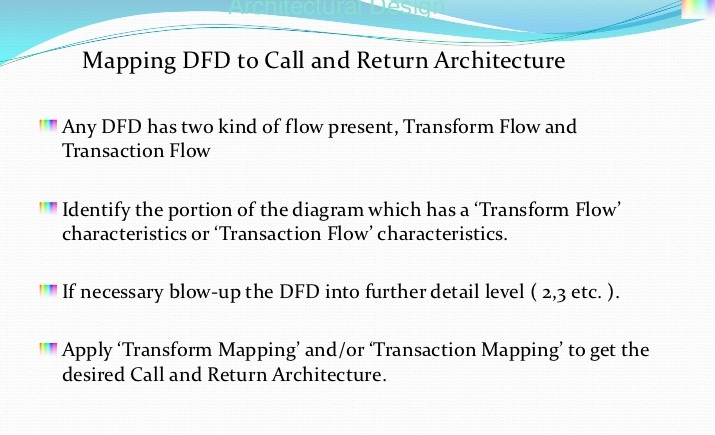 Architectural Design
Mapping DFD to Call and Return Architecture
Any DFD has two kind of flow present, Transform Flow and
Transaction Flow
Identify the portion of the diagram which has a ‘Transform Flow’
characteristics or ‘Transaction Flow’ characteristics.
If necessary blow-up the DFD into further detail level ( 2,3 etc. ).
Apply ‘Transform Mapping’ and/or ‘Transaction Mapping’ to get the
desired Call and Return Architecture.